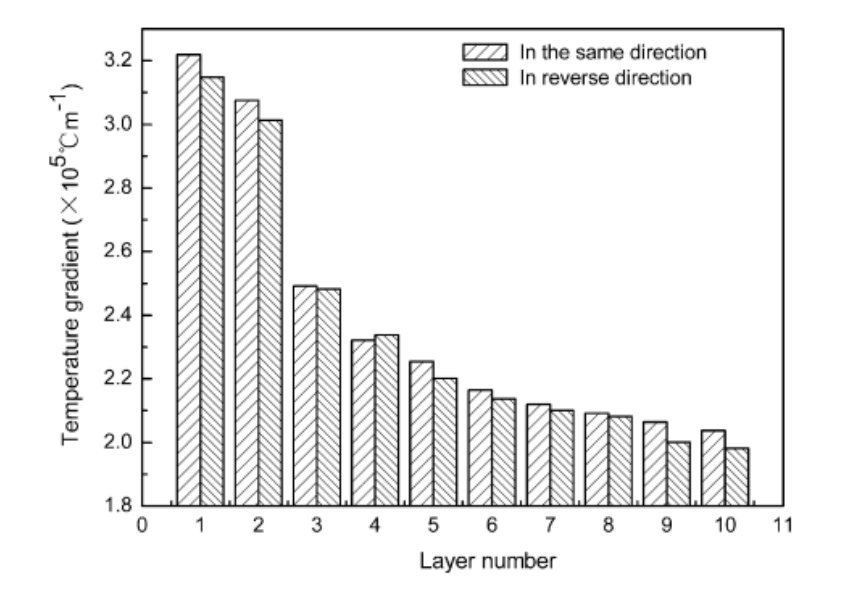 In the same direction
In reverse direction
Temperature gradient (×10⁵℃m⁻¹)
3.2
3.0
2.8
2.6
2.4
2.2
2.0
1.8
0 1 2 3 4 5 6 7 8 9 10 11
Layer number